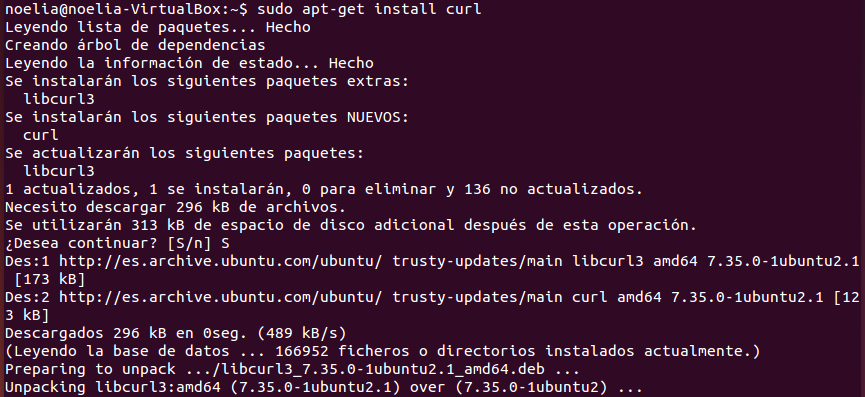 noelia@noelia-VirtualBox:~$ sudo apt-get install curl
Leyendo lista de paquetes... Hecho
Creando árbol de dependencias
Leyendo la información de estado... Hecho
Se instalarán los siguientes paquetes extras:
  libcurl3
Se instalarán los siguientes paquetes NUEVOS:
  curl
Se actualizarán los siguientes paquetes:
  libcurl3
1 actualizados, 1 se instalarán, 0 para eliminar y 136 no actualizados.
Necesito descargar 296 kB de archivos.
Se utilizarán 313 kB de espacio de disco adicional después de esta operación.
¿Desea continuar? [S/n] S
Des:1 http://es.archive.ubuntu.com/ubuntu/ trusty-updates/main libcurl3 amd64 7.35.0-1ubuntu2.1
 [173 kB]
Des:2 http://es.archive.ubuntu.com/ubuntu/ trusty-updates/main curl amd64 7.35.0-1ubuntu2.1 [12
3 kB]
Descargados 296 kB en 0seg. (489 kB/s)
(Leyendo la base de datos ... 166952 ficheros o directorios instalados actualmente.)
Preparing to unpack .../libcurl3_7.35.0-1ubuntu2.1_amd64.deb ...
Unpacking libcurl3:amd64 (7.35.0-1ubuntu2.1) over (7.35.0-1ubuntu2) ...